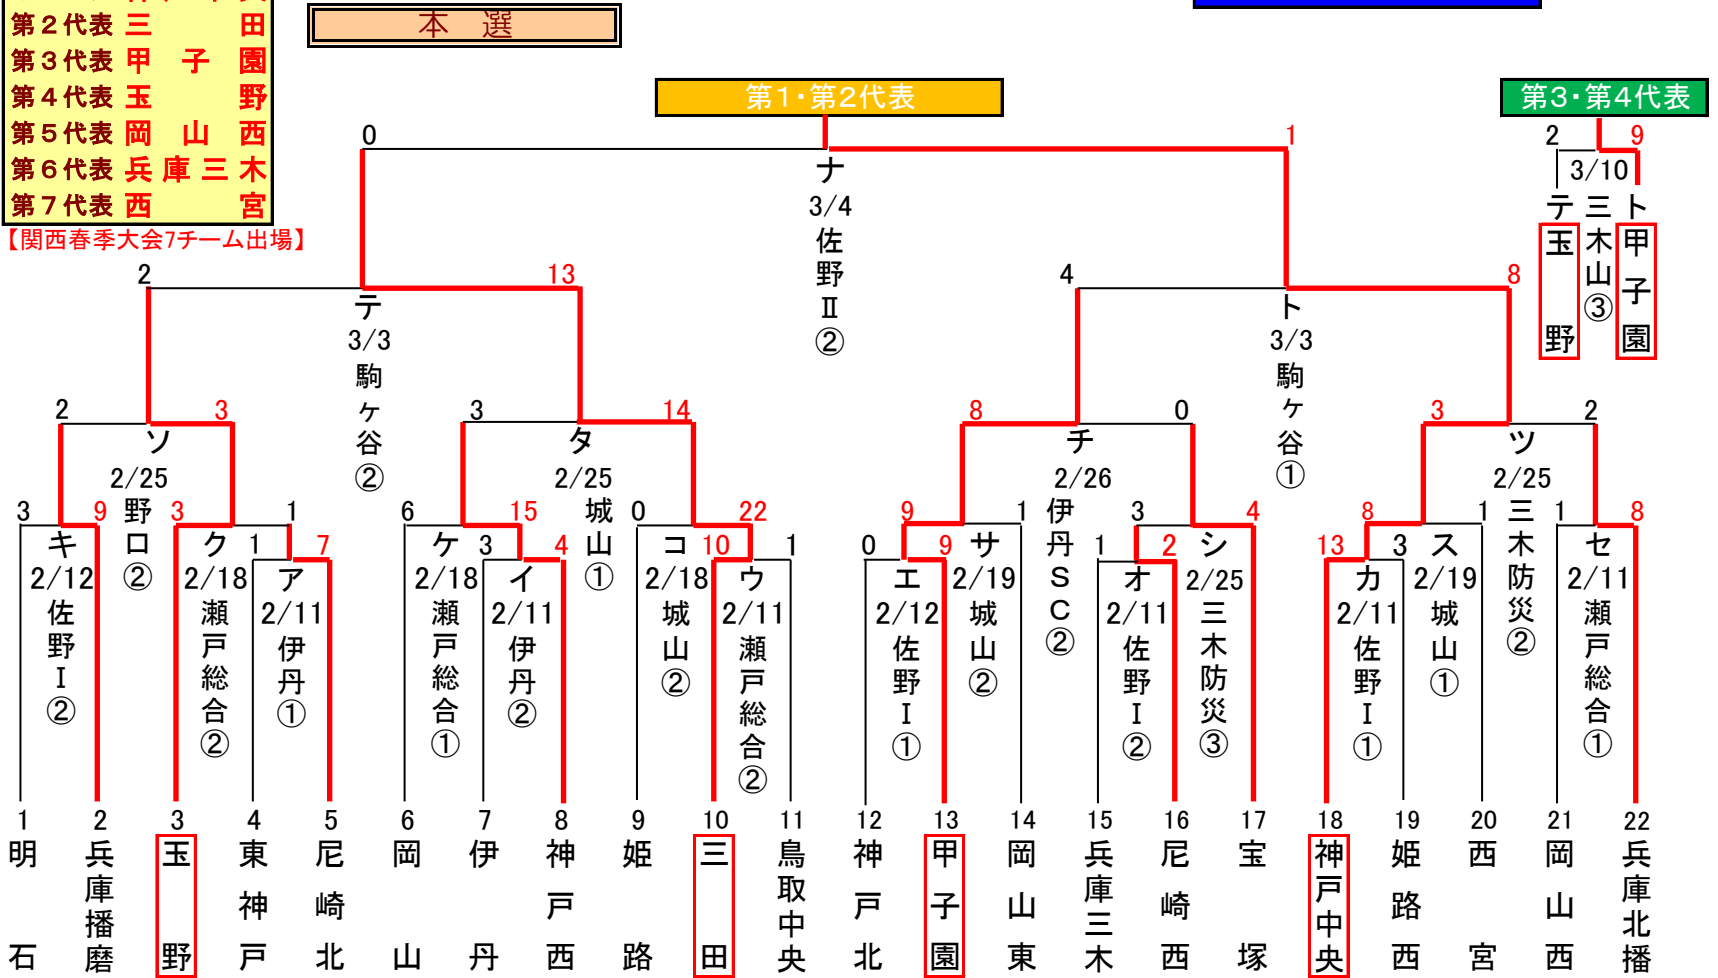 第2代表 三田
第3代表 甲子園
第4代表 玉野
第5代表 岡山西
第6代表 兵庫三木
第7代表 西宮
【関西春季大会7チーム出場】
本 選
第1・第2代表
第3・第4代表
0 1
ナ
3/4
佐野Ⅱ②
2 9
3/10
テ 三木山③ ト
玉野 甲子園
2 13
テ
3/3
駒ヶ谷②
4 8
ト
3/3
駒ヶ谷①
2 3
ソ
2/25
野口②
3 14
タ
2/25
城山①
8 0
チ
2/26
伊丹SC②
3 2
ツ
2/25
三木防災②
3 9
キ
2/12
佐野Ⅰ②
3 1
ク
2/18
瀬戸総合②
1 7
ア
2/11
伊丹①
6 15
ケ
2/18
瀬戸総合①
3 4
イ
2/11
伊丹②
0 22
コ
2/18
城山②
10 1
ウ
2/11
瀬戸総合②
0 9
エ
2/12
佐野Ⅰ①
9 1
サ
2/19
城山②
1 2
オ
2/11
佐野Ⅰ②
3 4
シ
2/25
三木防災③
13 3
カ
2/11
佐野Ⅰ①
8 1
ス
2/19
城山①
1 8
セ
2/11
瀬戸総合①
1 明石
2 兵庫播磨
3 玉野
4 東神戸
5 尼崎北
6 岡山
7 伊丹
8 神戸西
9 姫路
10 三田
11 鳥取中央
12 神戸北
13 甲子園
14 岡山東
15 兵庫三木
16 尼崎西
17 宝塚
18 神戸中央
19 姫路西
20 西宮
21 岡山西
22 兵庫北播